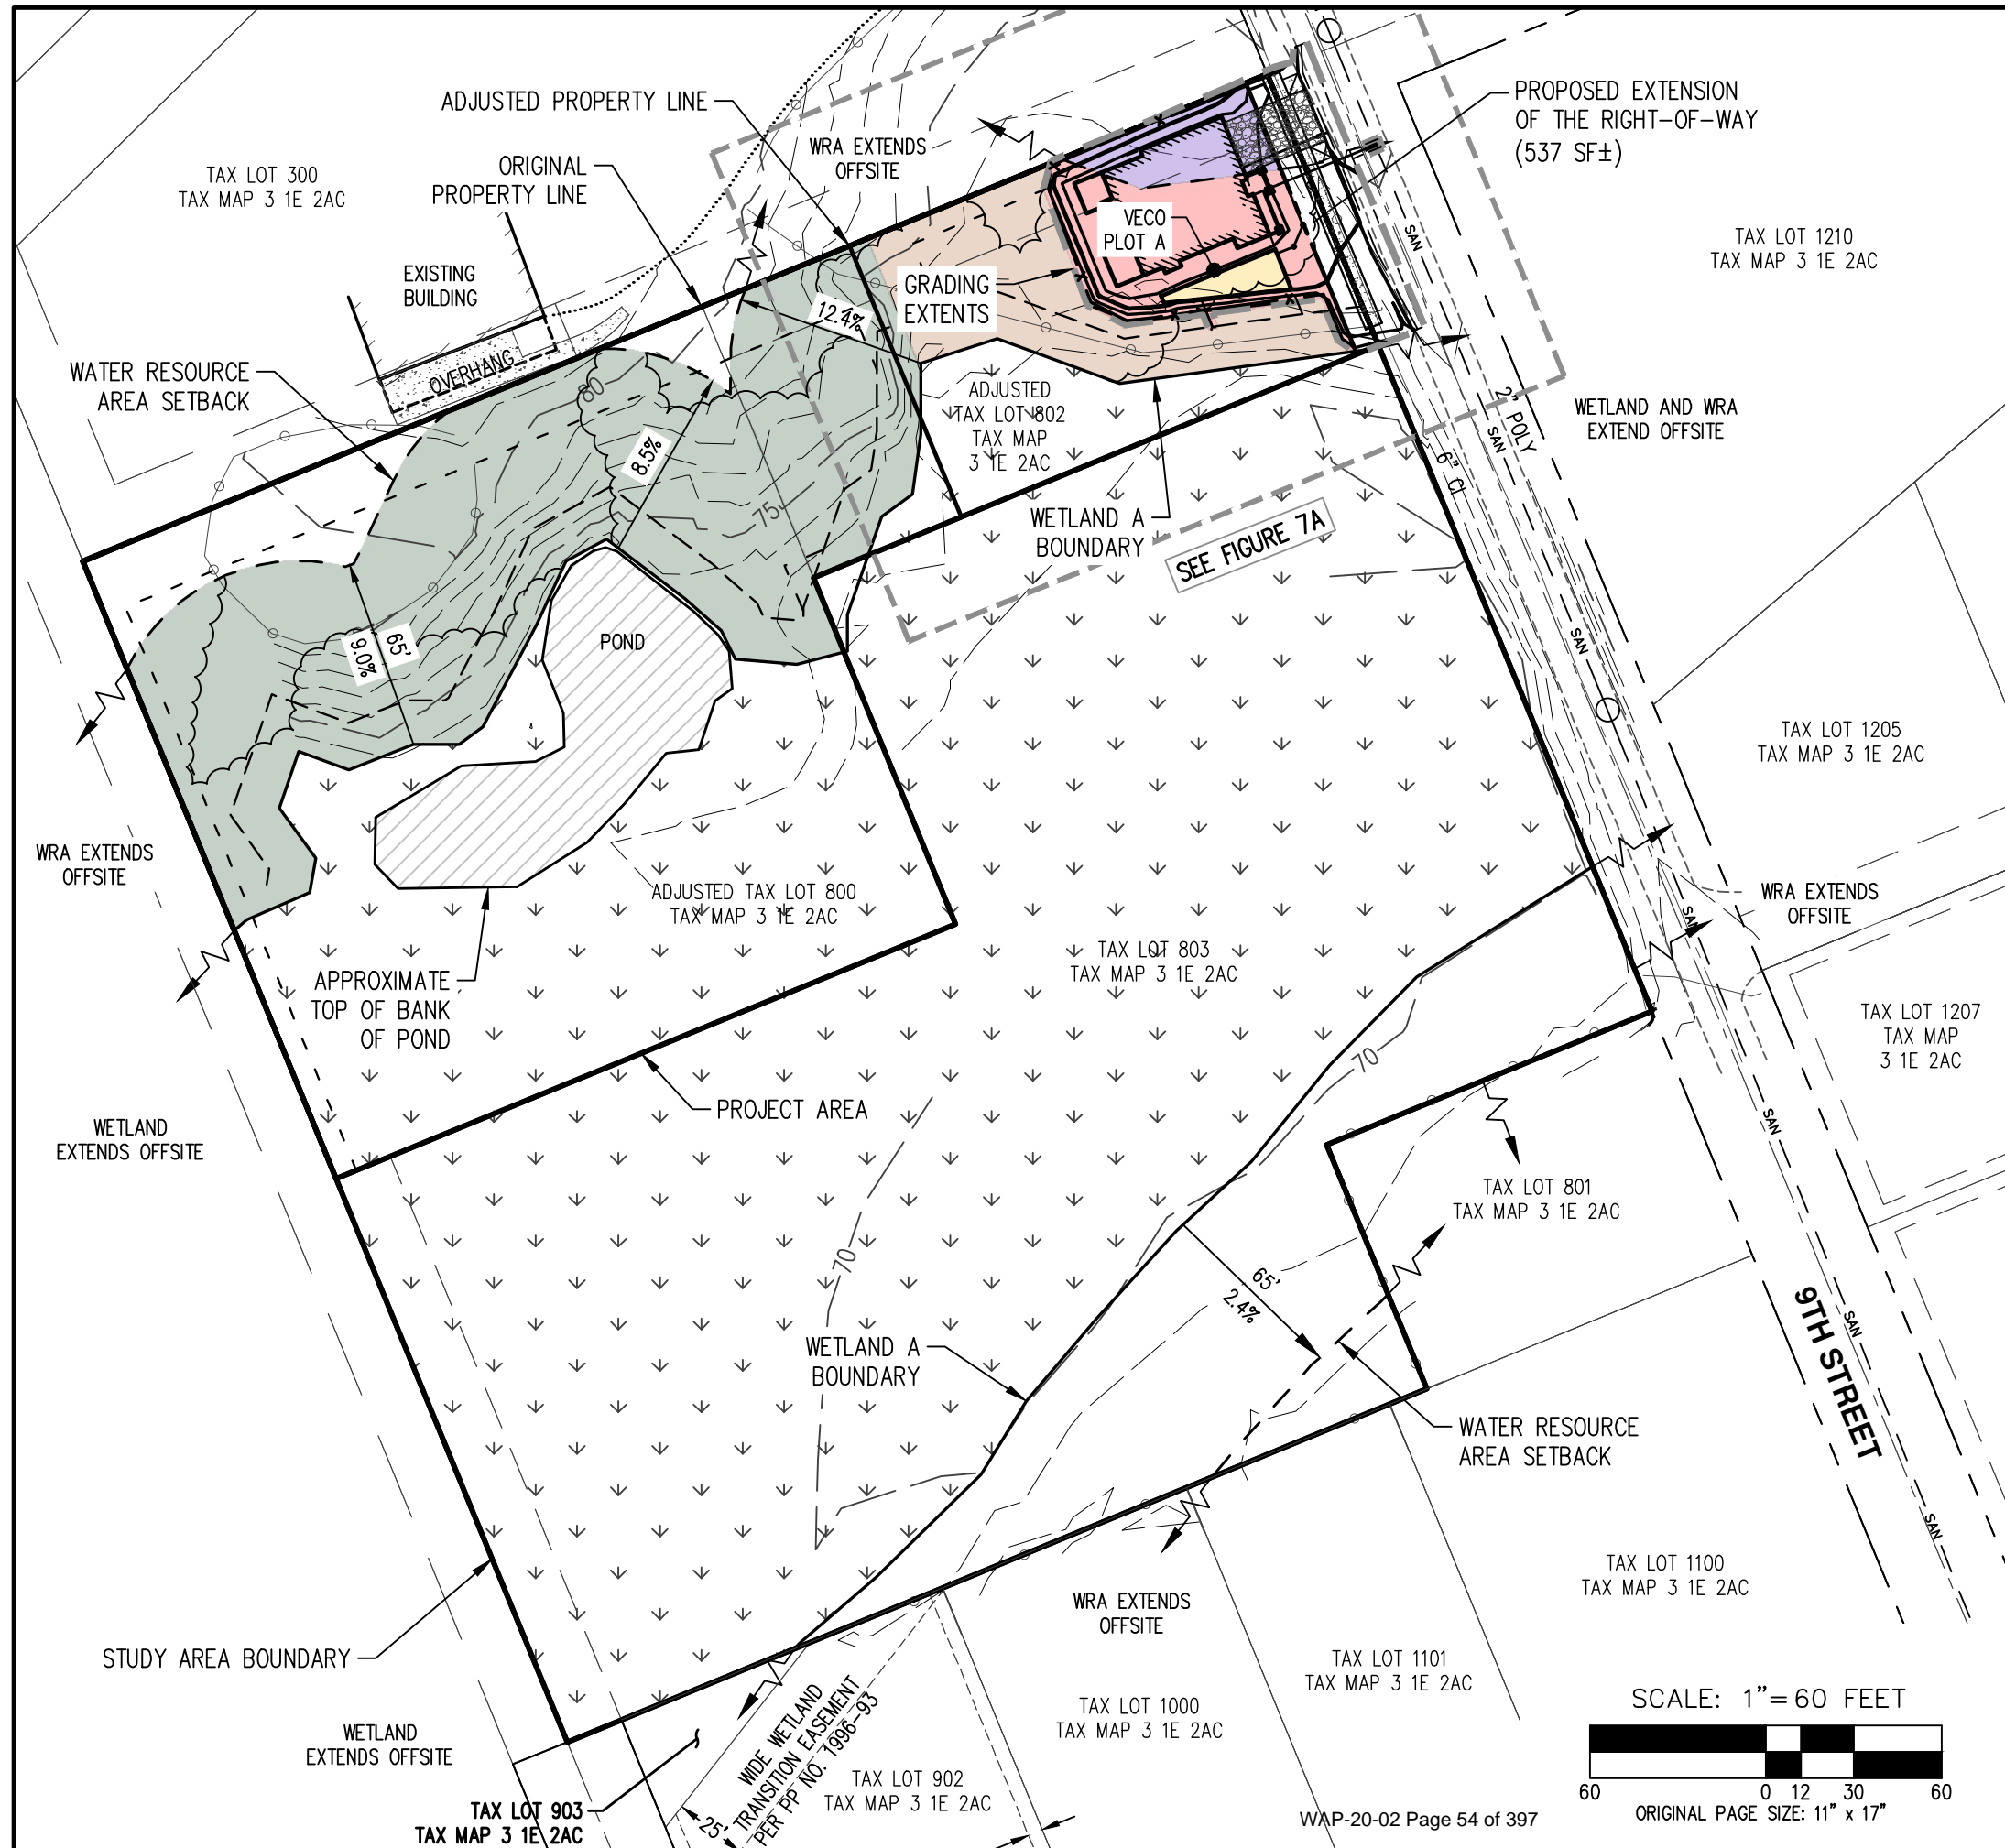 ADJUSTED PROPERTY LINE
ORIGINAL
PROPERTY LINE
WRA EXTENDS
OFFSITE
PROPOSED EXTENSION
OF THE RIGHT-OF-WAY
(537 SF±)
TAX LOT 300
TAX MAP 3 1E 2AC
EXISTING
BUILDING
OVERHANG
WATER RESOURCE
AREA SETBACK
VECO
PLOT A
GRADING
EXTENTS
12.4%
SAN
TAX LOT 1210
TAX MAP 3 1E 2AC
80
8.5%
75
ADJUSTED
TAX LOT 802
TAX MAP
3 1E 2AC
2" POLY
SAN
6" CI
WETLAND AND WRA
EXTEND OFFSITE
WETLAND A
BOUNDARY
SEE FIGURE 7A
65'
9.0%
POND
SAN
TAX LOT 1205
TAX MAP 3 1E 2AC
WRA EXTENDS
OFFSITE
ADJUSTED TAX LOT 800
TAX MAP 3 1E 2AC
WRA EXTENDS
OFFSITE
SAN
APPROXIMATE
TOP OF BANK
OF POND
TAX LOT 803
TAX MAP 3 1E 2AC
TAX LOT 1207
TAX MAP
3 1E 2AC
70
PROJECT AREA
WETLAND
EXTENDS OFFSITE
SAN
TAX LOT 801
TAX MAP 3 1E 2AC
70
65'
2.4%
9TH STREET
SAN
WETLAND A
BOUNDARY
WATER RESOURCE
AREA SETBACK
SAN
TAX LOT 1100
TAX MAP 3 1E 2AC
WRA EXTENDS
OFFSITE
STUDY AREA BOUNDARY
TAX LOT 1101
TAX MAP 3 1E 2AC
WETLAND
EXTENDS OFFSITE
25'
WIDE WETLAND
TRANSITION EASEMENT
PER PP NO. 1996-93
TAX LOT 1000
TAX MAP 3 1E 2AC
TAX LOT 902
TAX MAP 3 1E 2AC
TAX LOT 903
TAX MAP 3 1E 2AC
SCALE: 1"=60 FEET
60 0 12 30 60
ORIGINAL PAGE SIZE: 11" x 17"
WAP-20-02 Page 54 of 397